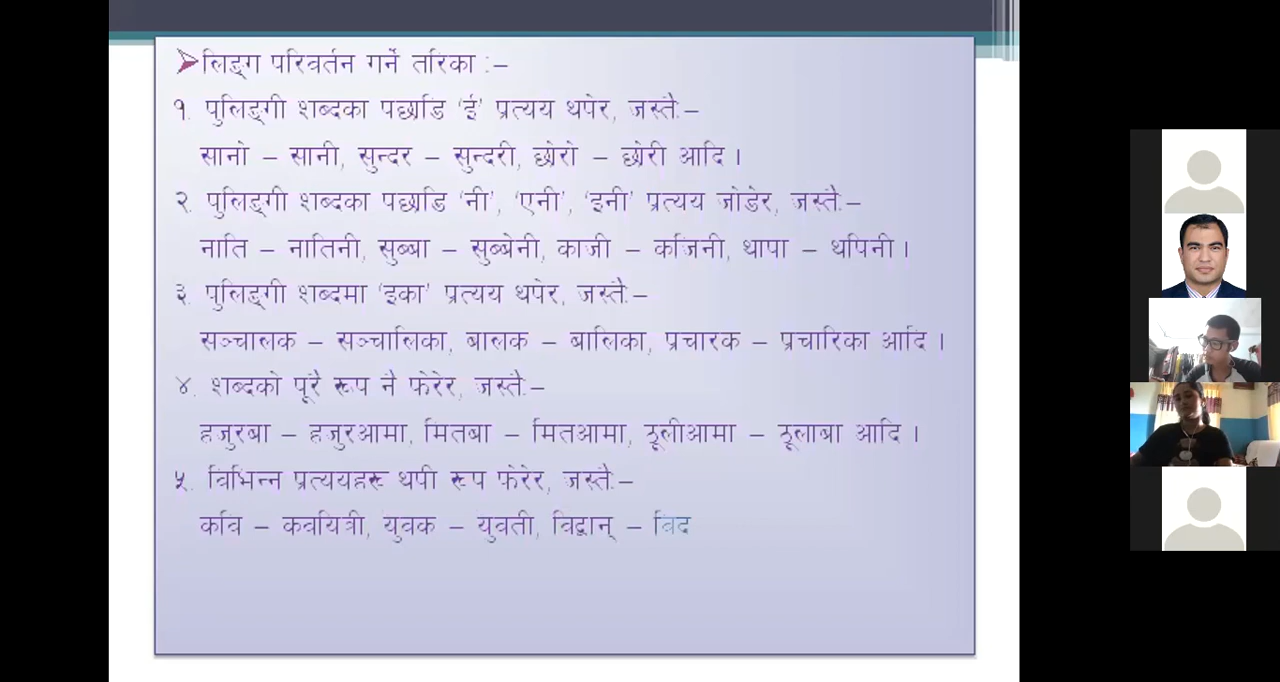 ➢लिङ्ग परिवर्तन गर्ने तरिका :–
१. पुलिङ्गी शब्दका पछाडि ‘ई’ प्रत्यय थपेर, जस्तै:–
सानो – सानी, सुन्दर – सुन्दरी, छोरो – छोरी आदि ।
२. पुलिङ्गी शब्दका पछाडि ‘नी’, ‘एनी’, ‘इनी’ प्रत्यय जोडेर, जस्तै:–
नाति – नातिनी, सुब्बा – सुब्बेनी, काजी – कजिनी, थापा – थपिनी ।
३. पुलिङ्गी शब्दमा ‘इका’ प्रत्यय थपेर, जस्तै:–
सञ्चालक – सञ्चालिका, बालक – बालिका, प्रचारक – प्रचारिका आदि ।
४. शब्दको पूरै रूप नै फेरेर, जस्तै:–
हजुरबा – हजुरआमा, मितबा – मितआमा, ठूलीआमा – ठूलाबा आदि ।
५. विभिन्न प्रत्ययहरू थपी रूप फेरेर, जस्तै:–
कवि – कवयित्री, युवक – युवती, विद्वान् – विद